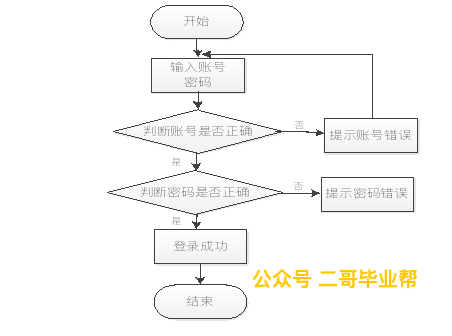 开始
输入账号
密码
判断账号是否正确
否
提示账号错误
是
判断密码是否正确
否
提示密码错误
是
登录成功
公众号 二哥毕业帮
结束